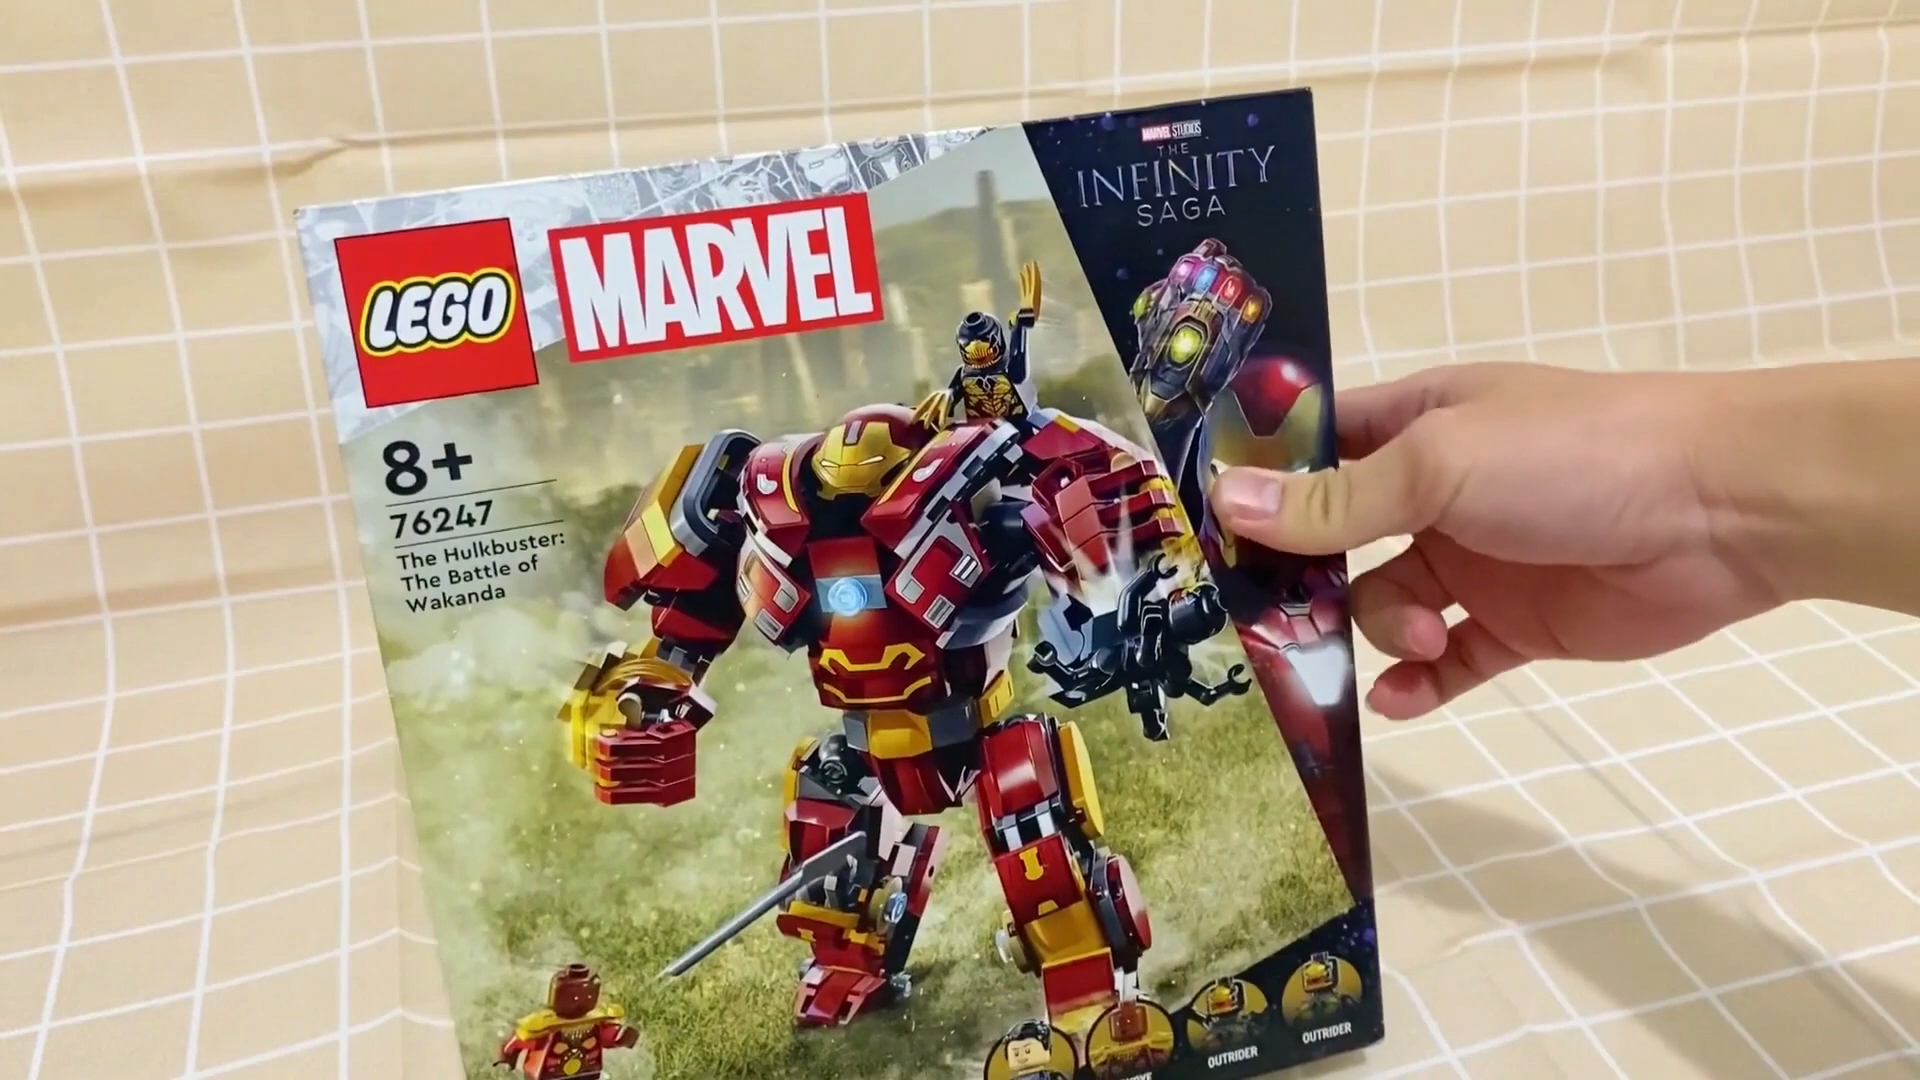 MARVEL STUDIOS
THE
INFINITY
SAGA
LEGO
MARVEL
8+
76247
The Hulkbuster:
The Battle of
Wakanda
OUTRIDER
OUTRIDER